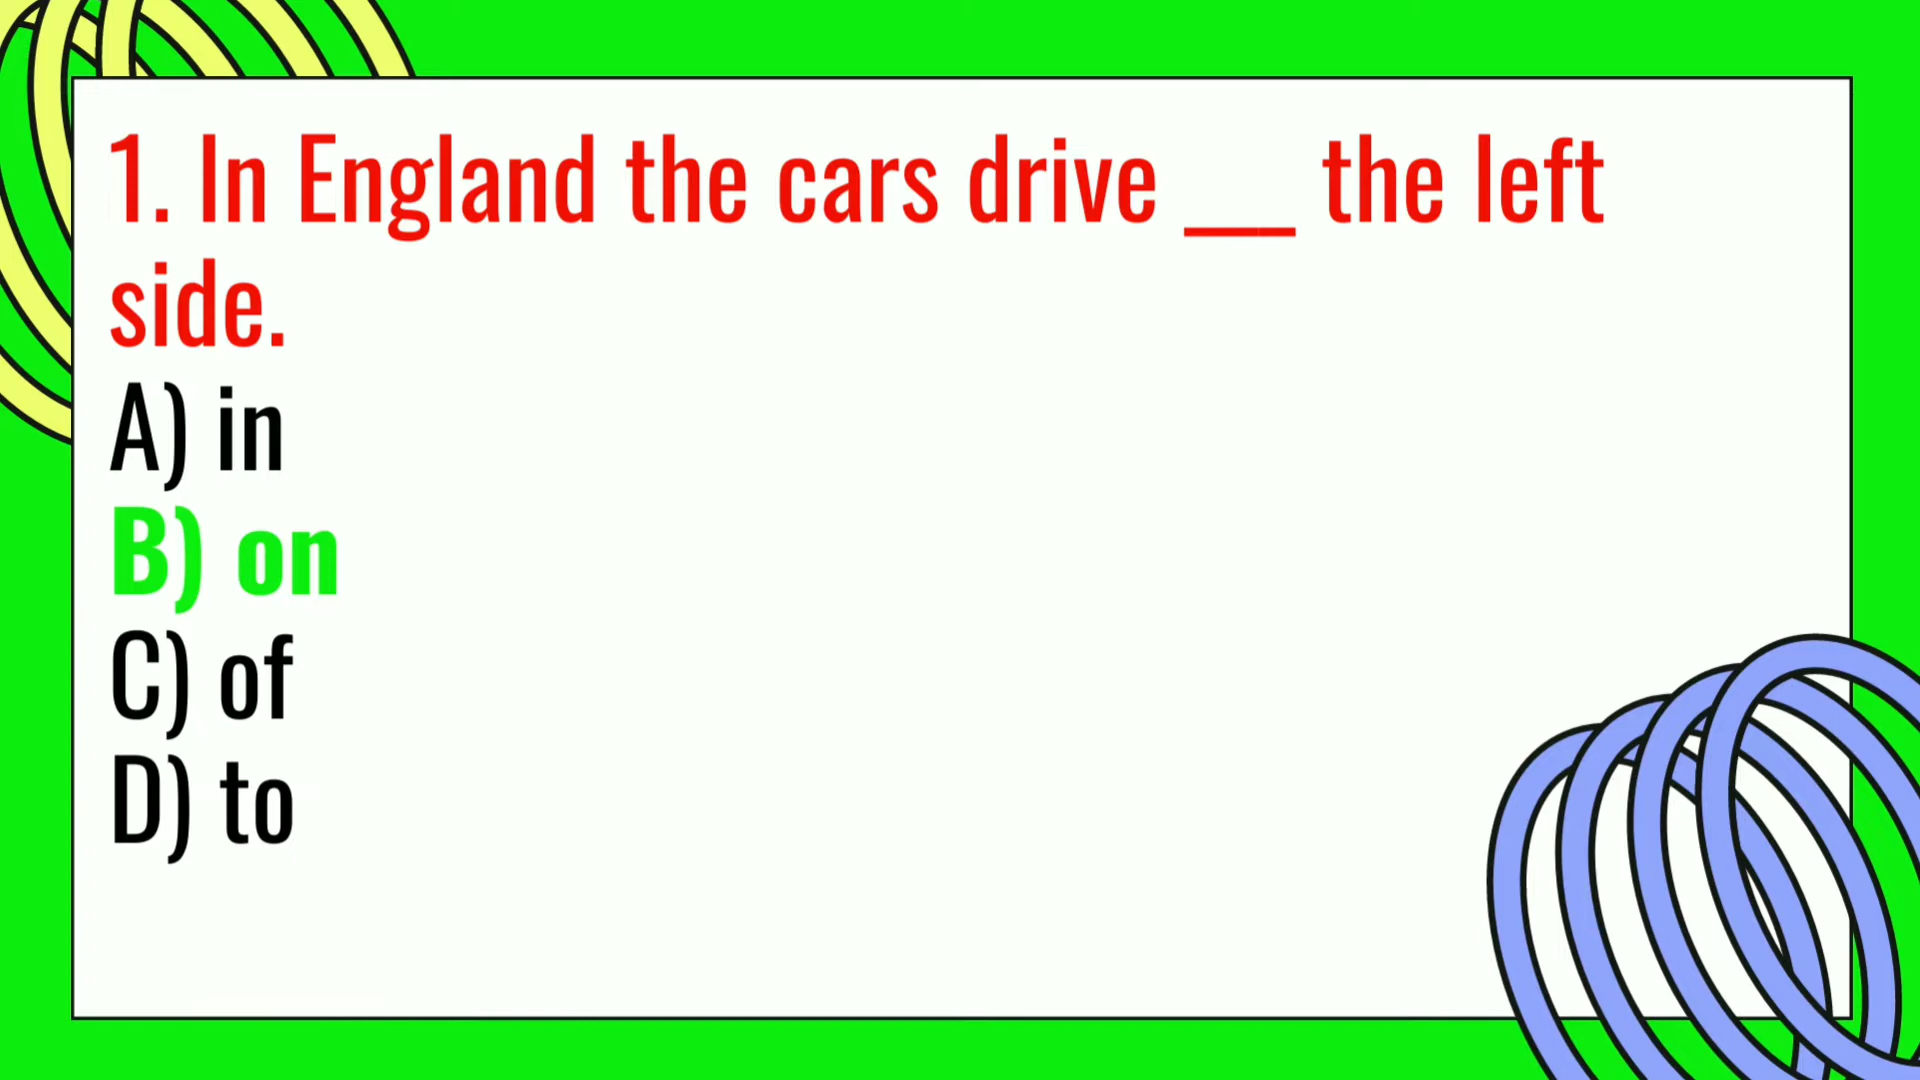 1. In England the cars drive ___ the left
side.
A) in
B) on
C) of
D) to